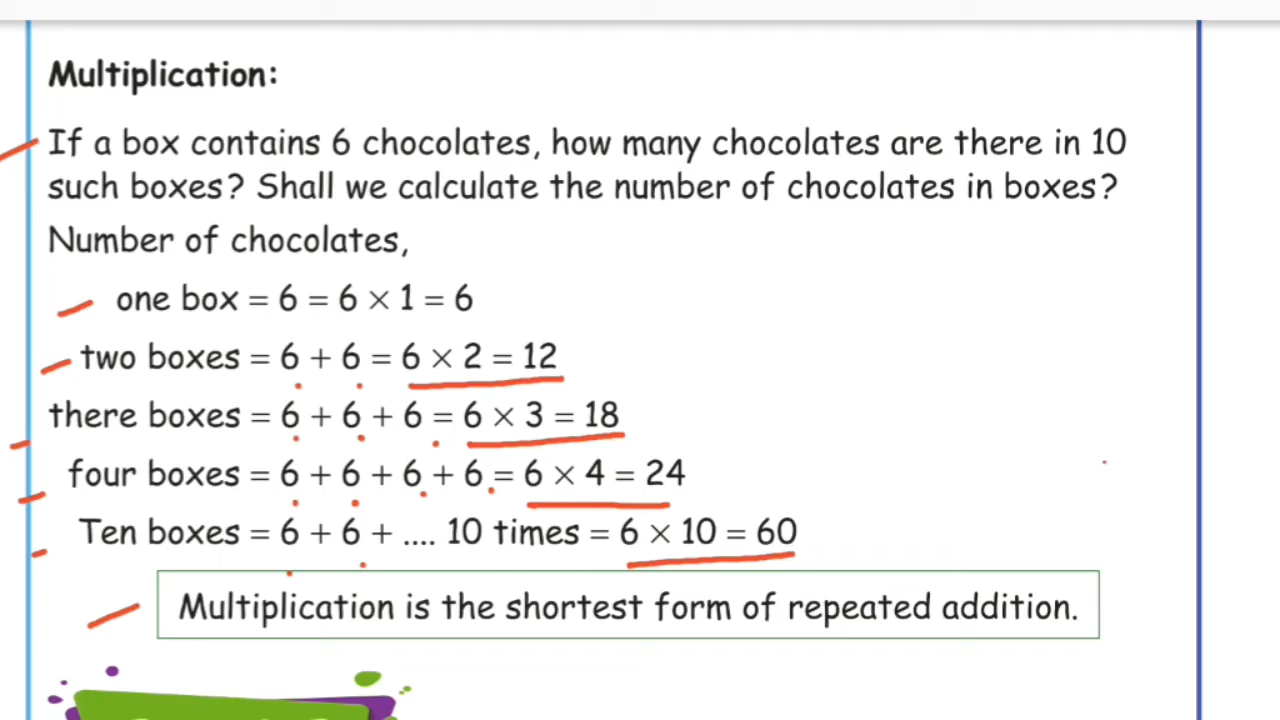 Multiplication:
If a box contains 6 chocolates, how many chocolates are there in 10
such boxes? Shall we calculate the number of chocolates in boxes?
Number of chocolates,
one box = 6 = 6 × 1 = 6
two boxes = 6 + 6 = 6 × 2 = 12
there boxes = 6 + 6 + 6 = 6 × 3 = 18
four boxes = 6 + 6 + 6 + 6 = 6 × 4 = 24
Ten boxes = 6 + 6 + .... 10 times = 6 × 10 = 60
Multiplication is the shortest form of repeated addition.